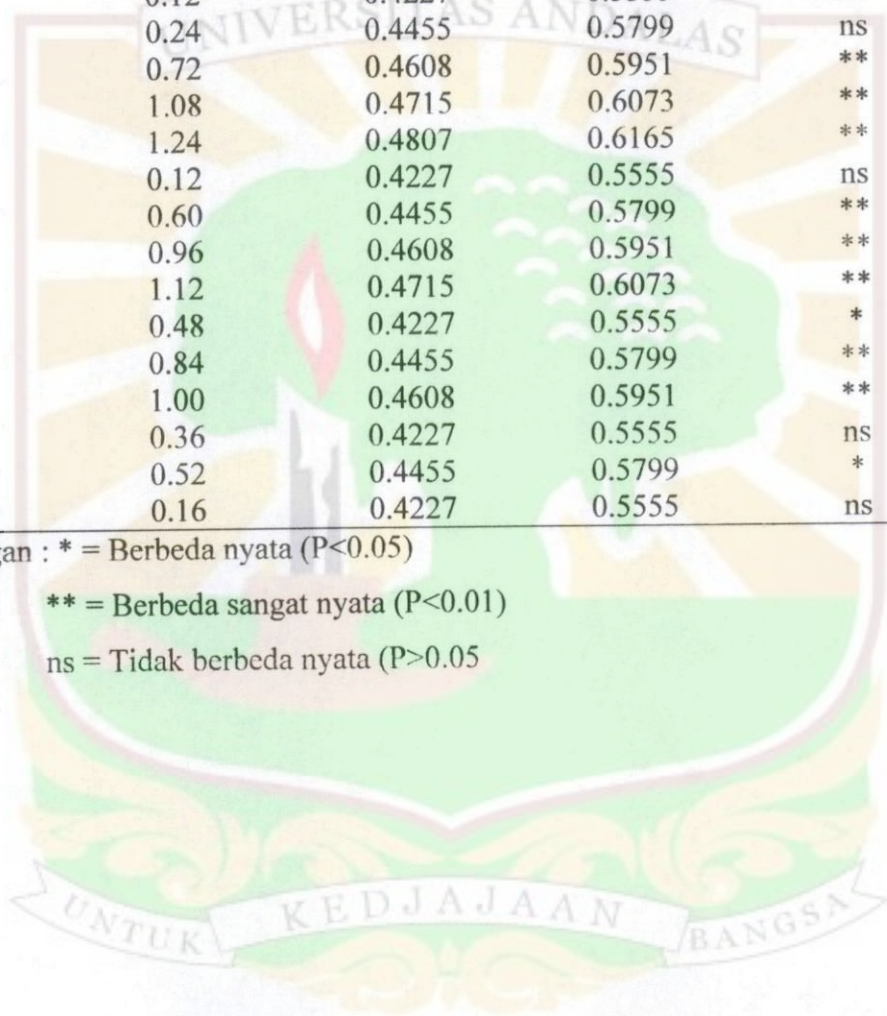 UNIVERSITAS ANDALAS
0.24 0.4455 0.5799 ns
0.72 0.4608 0.5951 **
1.08 0.4715 0.6073 **
1.24 0.4807 0.6165 **
0.12 0.4227 0.5555 ns
0.60 0.4455 0.5799 **
0.96 0.4608 0.5951 **
1.12 0.4715 0.6073 **
0.48 0.4227 0.5555 *
0.84 0.4455 0.5799 **
1.00 0.4608 0.5951 **
0.36 0.4227 0.5555 ns
0.52 0.4455 0.5799 *
0.16 0.4227 0.5555 ns
gan : * = Berbeda nyata (P<0.05)
** = Berbeda sangat nyata (P<0.01)
ns = Tidak berbeda nyata (P>0.05
UNTUK KEDJAJAAN BANGSA